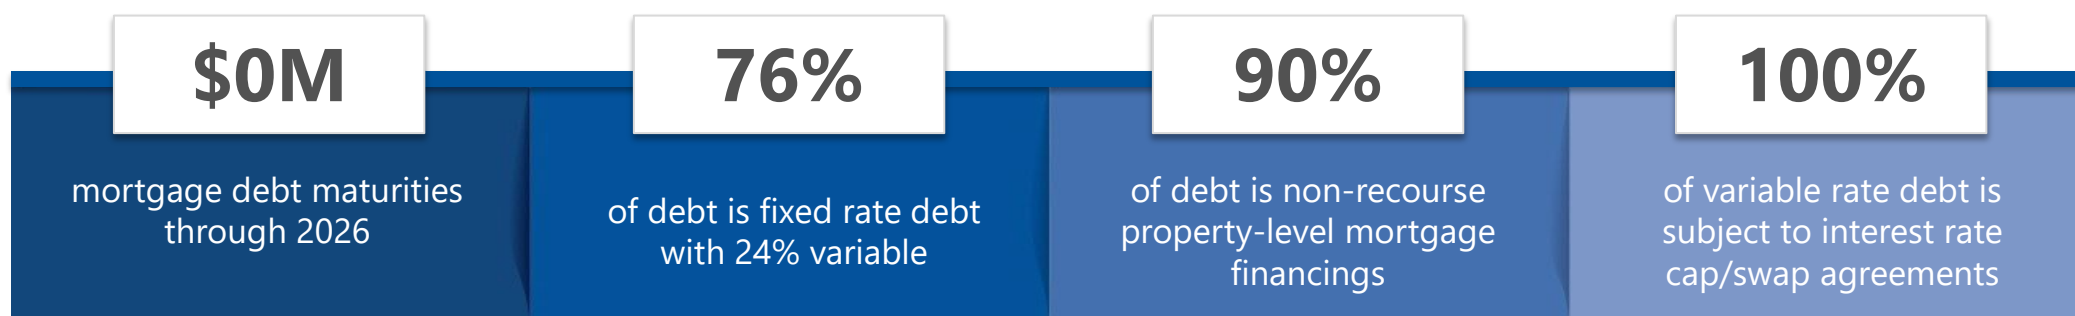 $0M
mortgage debt maturities
through 2026
76%
of debt is fixed rate debt
with 24% variable
90%
of debt is non-recourse
property-level mortgage
financings
100%
of variable rate debt is
subject to interest rate
cap/swap agreements